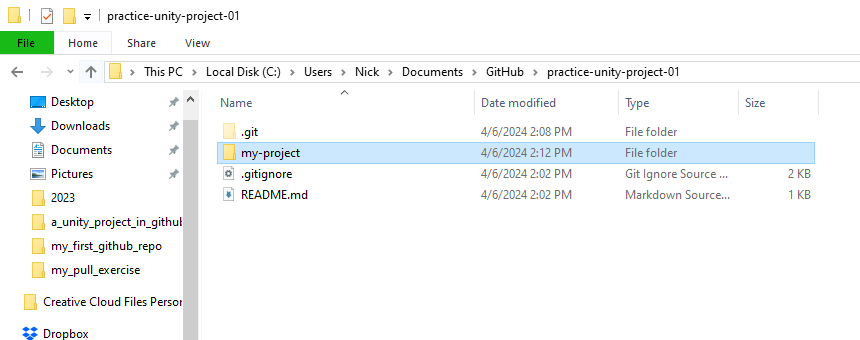 practice-unity-project-01
File Home Share View
This PC Local Disk (C:) Users Nick Documents GitHub practice-unity-project-01
Desktop
Downloads
Documents
Pictures
2023
a_unity_project_in_github
my_first_github_repo
my_pull_exercise
Creative Cloud Files Person
Dropbox
Name Date modified Type Size
.git 4/6/2024 2:08 PM File folder
my-project 4/6/2024 2:12 PM File folder
.gitignore 4/6/2024 2:02 PM Git Ignore Source ... 2 KB
README.md 4/6/2024 2:02 PM Markdown Source... 1 KB